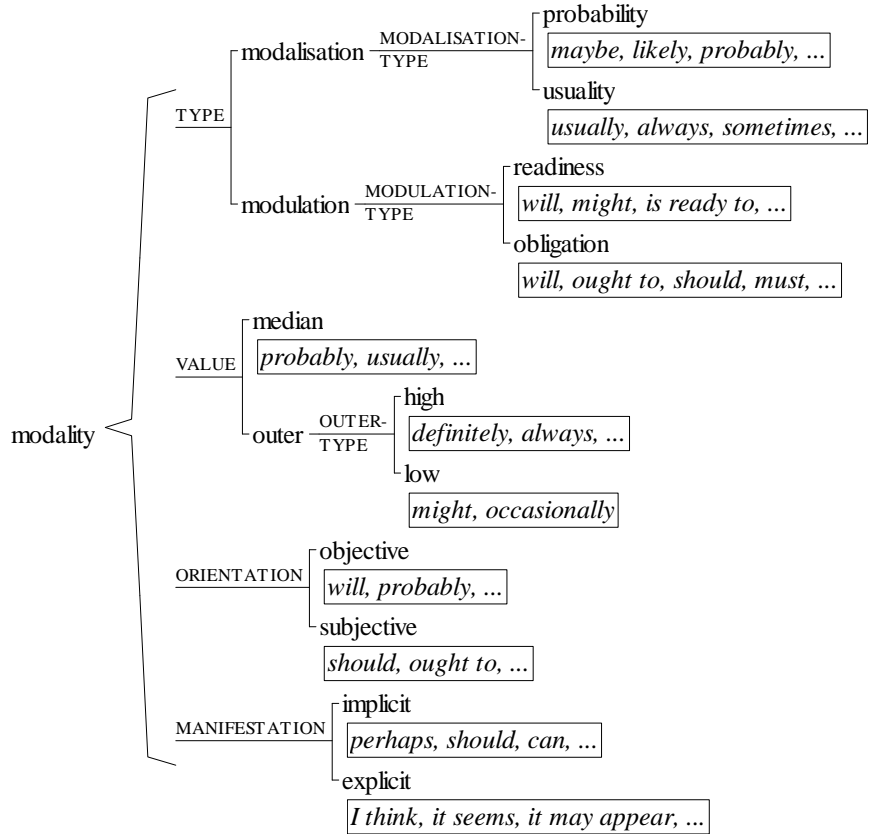 probability
modalisation MODALISATION-TYPE
maybe, likely, probably, ...
usuality
TYPE
usually, always, sometimes, ...
readiness
modulation MODULATION-TYPE
will, might, is ready to, ...
obligation
will, ought to, should, must, ...
median
probably, usually, ...
VALUE
high
outer OUTER-TYPE
definitely, always, ...
modality
low
might, occasionally
objective
ORIENTATION
will, probably, ...
subjective
should, ought to, ...
implicit
MANIFESTATION
perhaps, should, can, ...
explicit
I think, it seems, it may appear, ...